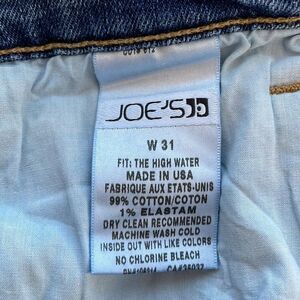 JOE'S
W 31
FIT: THE HIGH WATER
MADE IN USA
FABRIQUE AUX ETATS-UNIS
99% COTTON/COTON
1% ELASTAM
DRY CLEAN RECOMMENDED
MACHINE WASH COLD
INSIDE OUT WITH LIKE COLORS
NO CHLORINE BLEACH